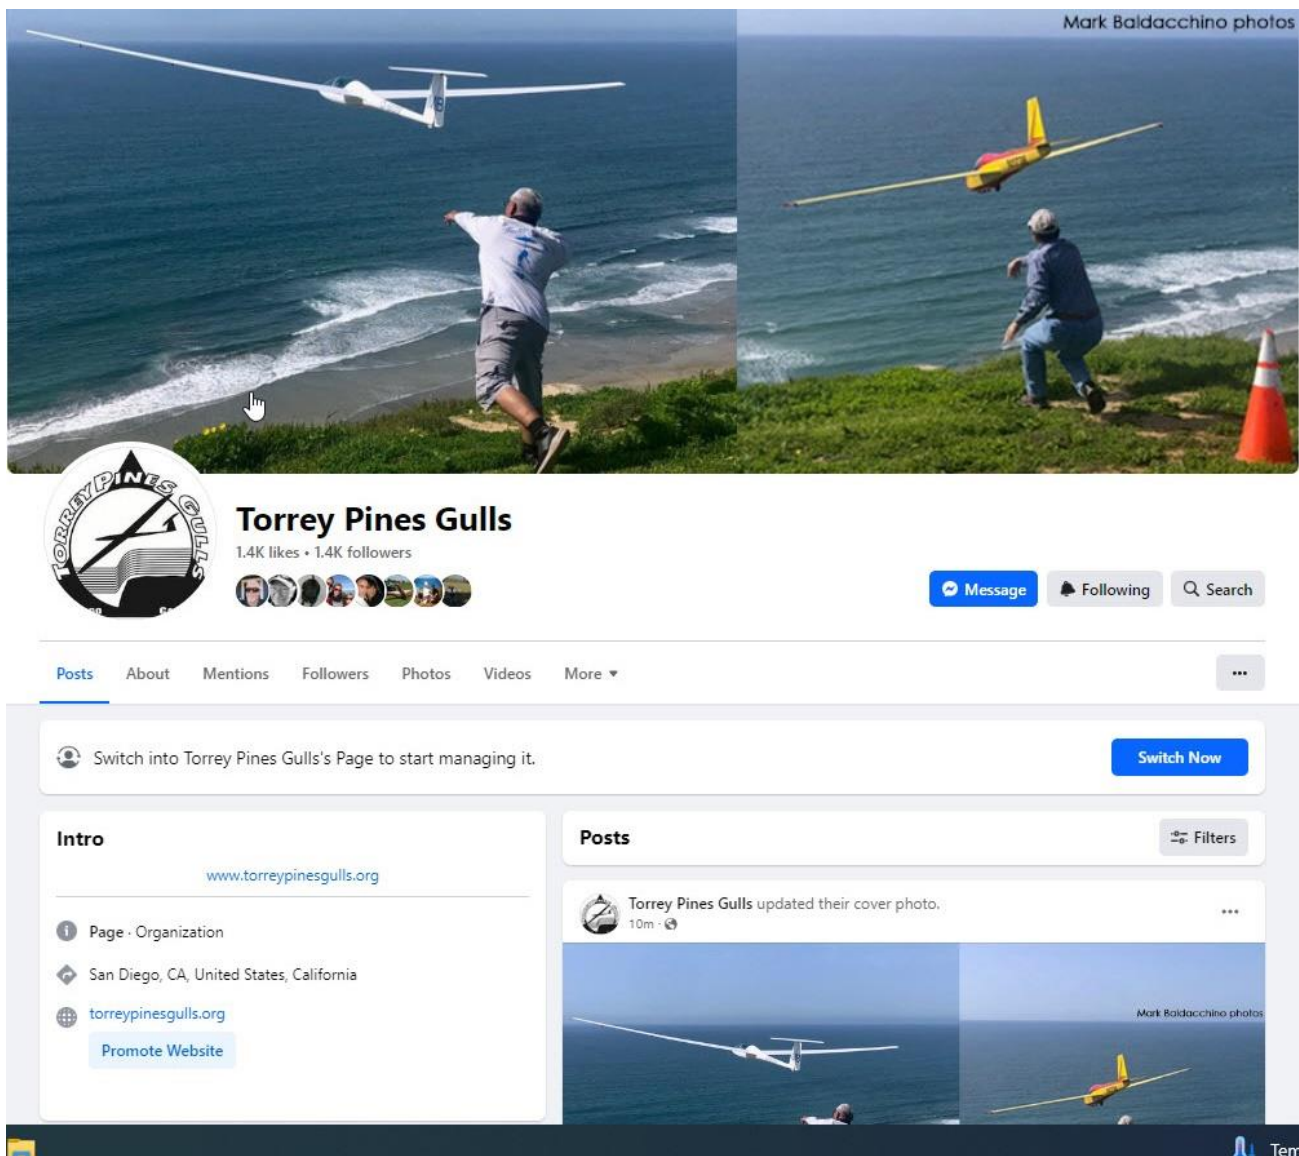 Mark Baldacchino photos
TORREY PINES GULLS
Torrey Pines Gulls
1.4K likes • 1.4K followers
Message
Following
Search
Posts
About
Mentions
Followers
Photos
Videos
More
Switch into Torrey Pines Gulls's Page to start managing it.
Switch Now
Intro
www.torreypinesgulls.org
Page · Organization
San Diego, CA, United States, California
torreypinesgulls.org
Promote Website
Posts
Filters
Torrey Pines Gulls updated their cover photo.
10m ·
Mark Baldacchino photos
Tem